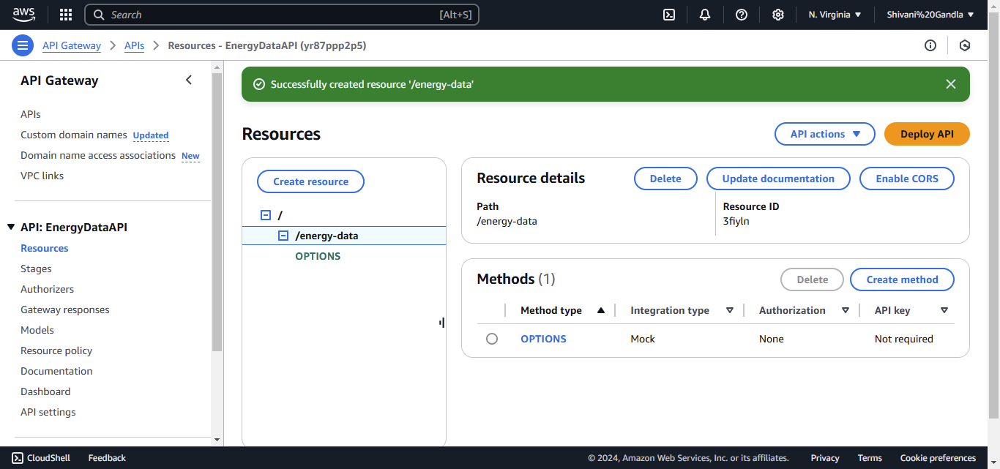 aws
Search
[Alt+S]
N. Virginia
Shivani%20Gandla
API Gateway
APIs
Resources - EnergyDataAPI (yr87ppp2p5)
API Gateway
APIs
Custom domain names Updated
Domain name access associations New
VPC links
API: EnergyDataAPI
Resources
Stages
Authorizers
Gateway responses
Models
Resource policy
Documentation
Dashboard
API settings
Successfully created resource '/energy-data'
Resources
API actions
Deploy API
Create resource
/
/energy-data
OPTIONS
Resource details
Delete
Update documentation
Enable CORS
Path
/energy-data
Resource ID
3fiyln
Methods (1)
Delete
Create method
Method type
Integration type
Authorization
API key
OPTIONS
Mock
None
Not required
CloudShell
Feedback
© 2024, Amazon Web Services, Inc. or its affiliates.
Privacy
Terms
Cookie preferences